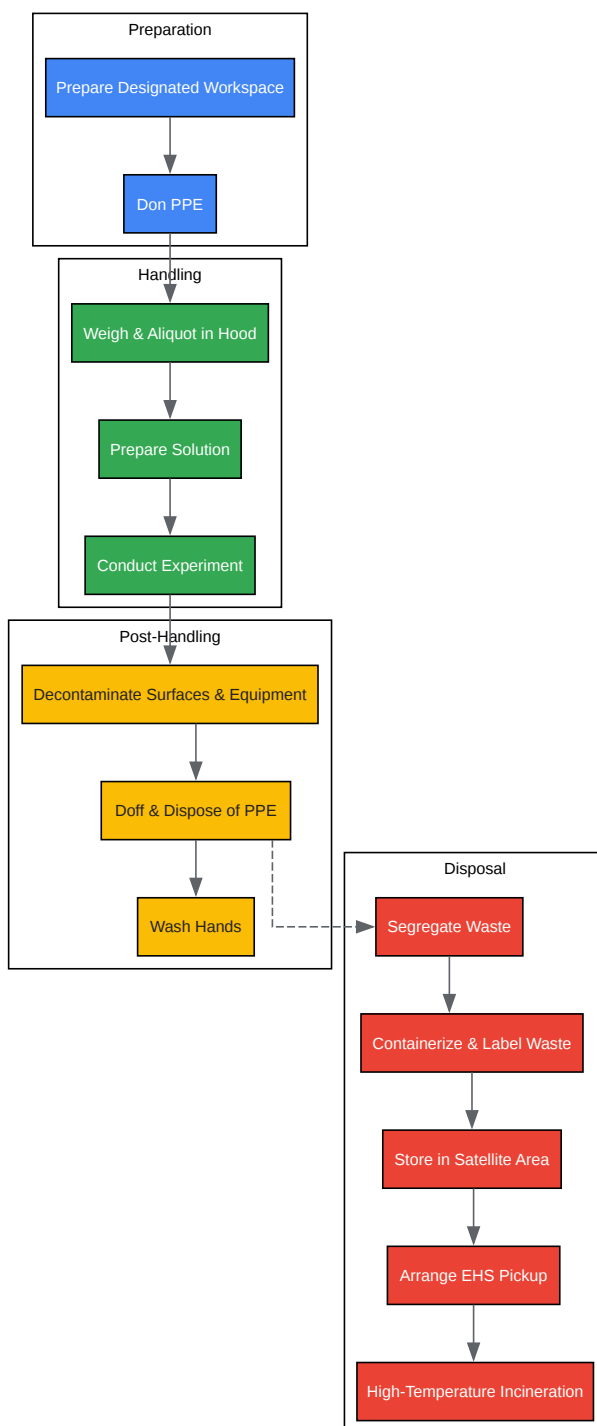 Preparation
Prepare Designated Workspace
Don PPE
Handling
Weigh & Aliquot in Hood
Prepare Solution
Conduct Experiment
Post-Handling
Decontaminate Surfaces & Equipment
Doff & Dispose of PPE
Wash Hands
Disposal
Segregate Waste
Containerize & Label Waste
Store in Satellite Area
Arrange EHS Pickup
High-Temperature Incineration